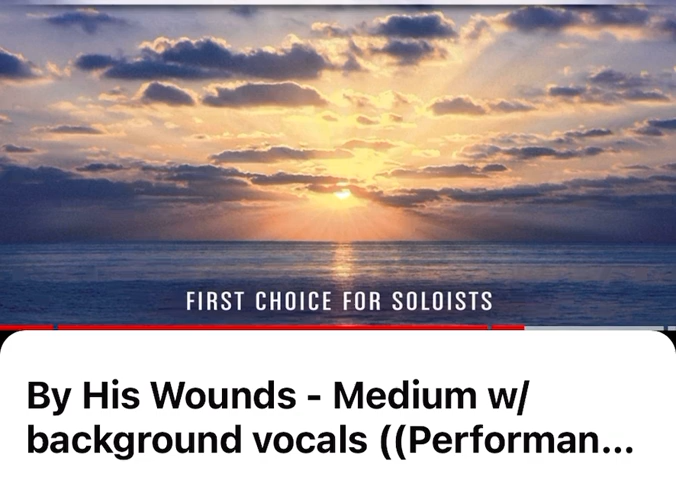 FIRST CHOICE FOR SOLOISTS
By His Wounds - Medium w/
background vocals ((Performan...